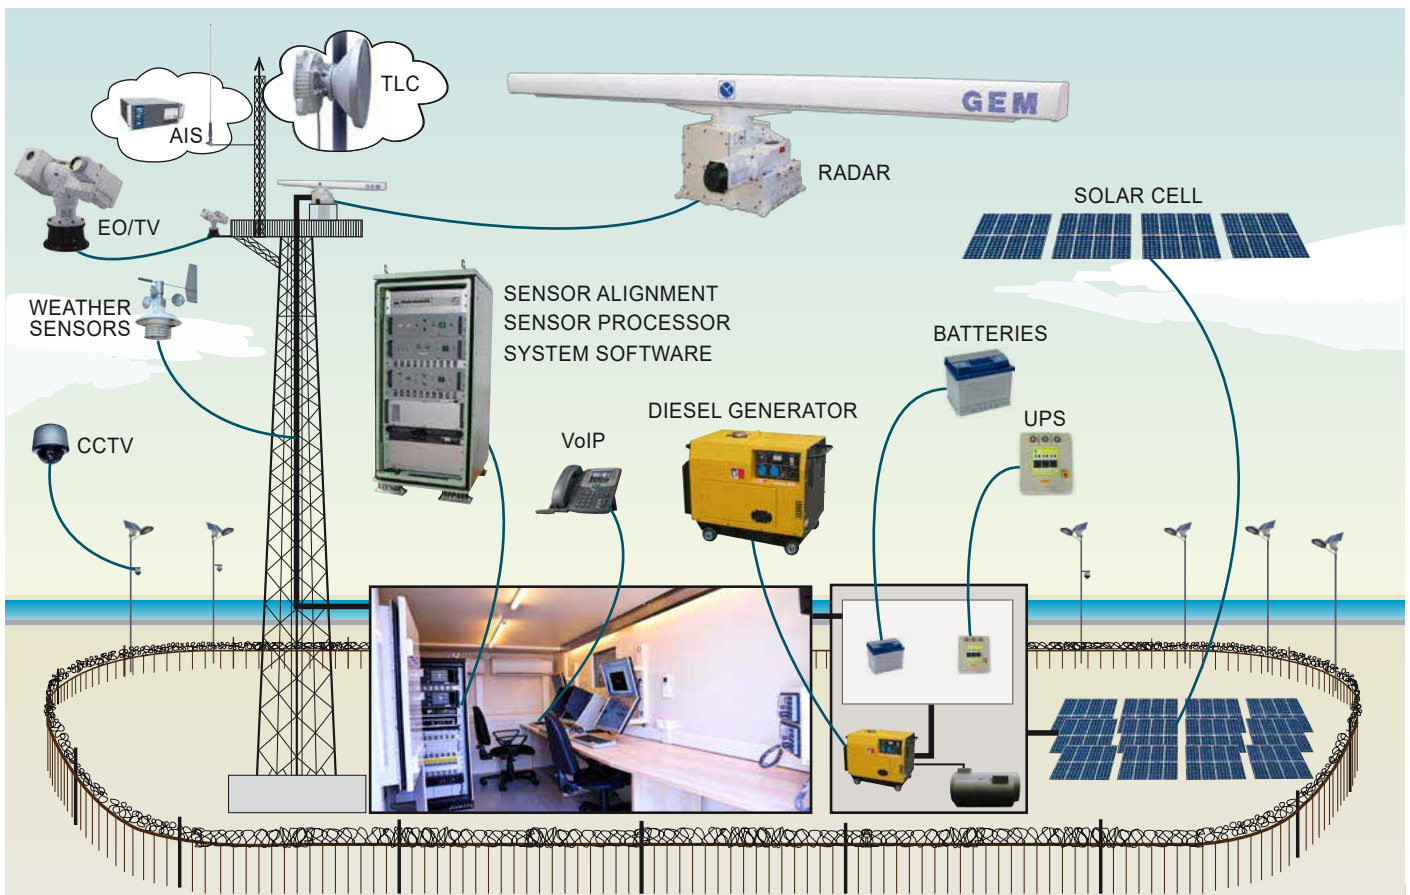 TLC
AIS
GEM
RADAR
GEM
SOLAR CELL
EO/TV
WEATHER
SENSORS
SENSOR ALIGNMENT
SENSOR PROCESSOR
SYSTEM SOFTWARE
BATTERIES
DIESEL GENERATOR
UPS
VoIP
CCTV